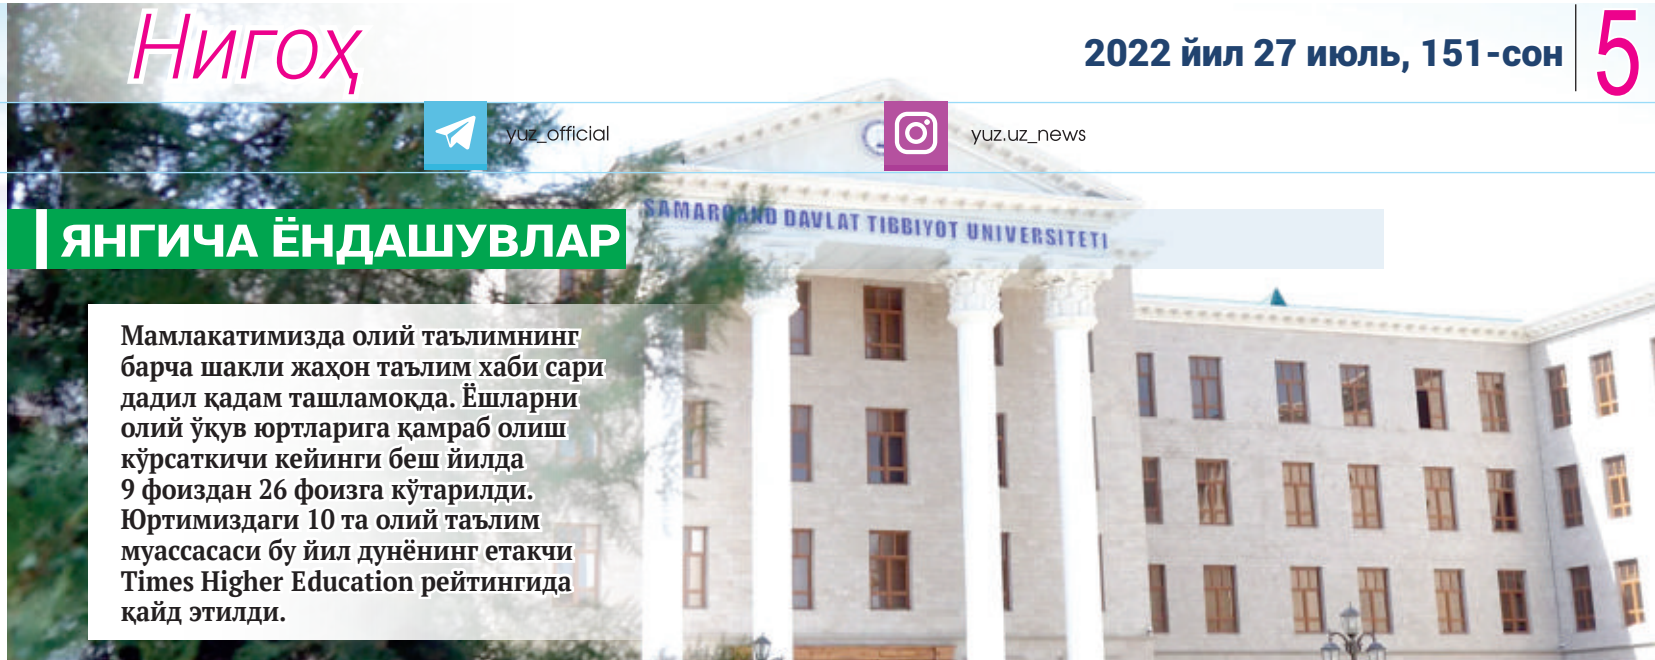 Нигоҳ
2022 йил 27 июль, 151-сон
5
yuz_official
yuz.uz_news
SAMARQAND DAVLAT TIBBIYOT UNIVERSITETI
ЯНГИЧА ЁНДАШУВЛАР
Мамлакатимизда олий таълимнинг
барча шакли жаҳон таълим хаби сари
дадил қадам ташламоқда. Ёшларни
олий ўқув юртларига қамраб олиш
кўрсаткичи кейинги беш йилда
9 фоиздан 26 фоизга кўтарилди.
Юртимиздаги 10 та олий таълим
муассасаси бу йил дунёнинг етакчи
Times Higher Education рейтингида
қайд этилди.